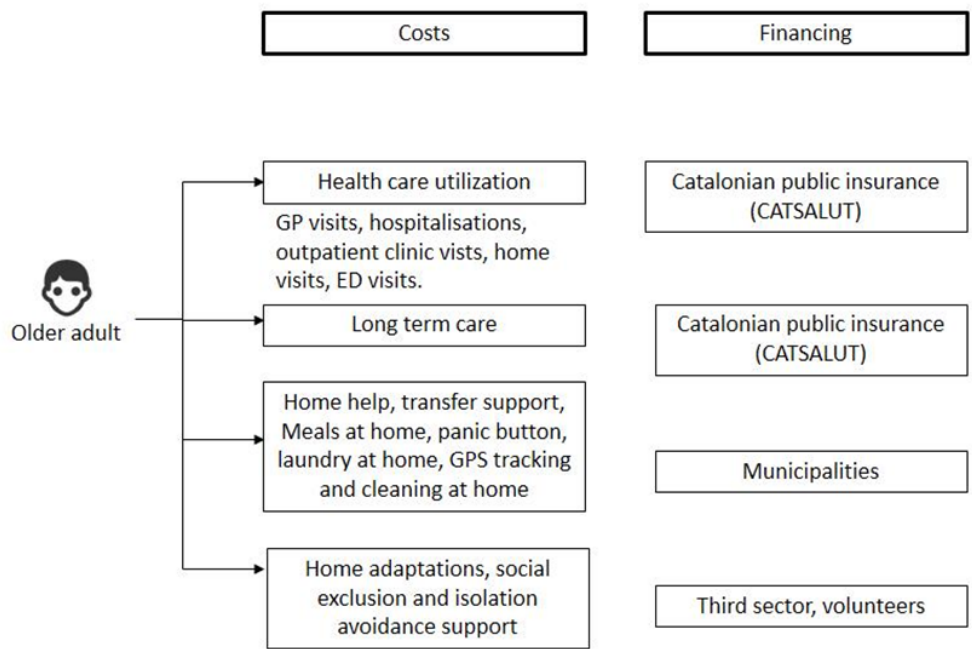 Costs
Financing
Health care utilization
Catalonian public insurance
(CATSALUT)
GP visits, hospitalisations,
outpatient clinic vists, home
visits, ED visits.
Older adult
Long term care
Catalonian public insurance
(CATSALUT)
Home help, transfer support,
Meals at home, panic button,
laundry at home, GPS tracking
and cleaning at home
Municipalities
Home adaptations, social
exclusion and isolation
avoidance support
Third sector, volunteers